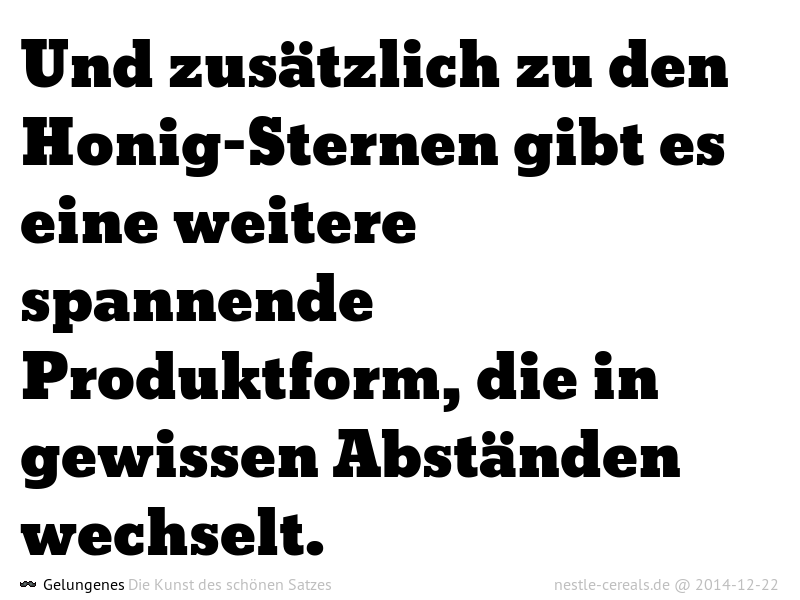 Und zusätzlich zu den
Honig-Sternen gibt es
eine weitere
spannende
Produktform, die in
gewissen Abständen
wechselt.
Gelungenes Die Kunst des schönen Satzes nestle-cereals.de @ 2014-12-22